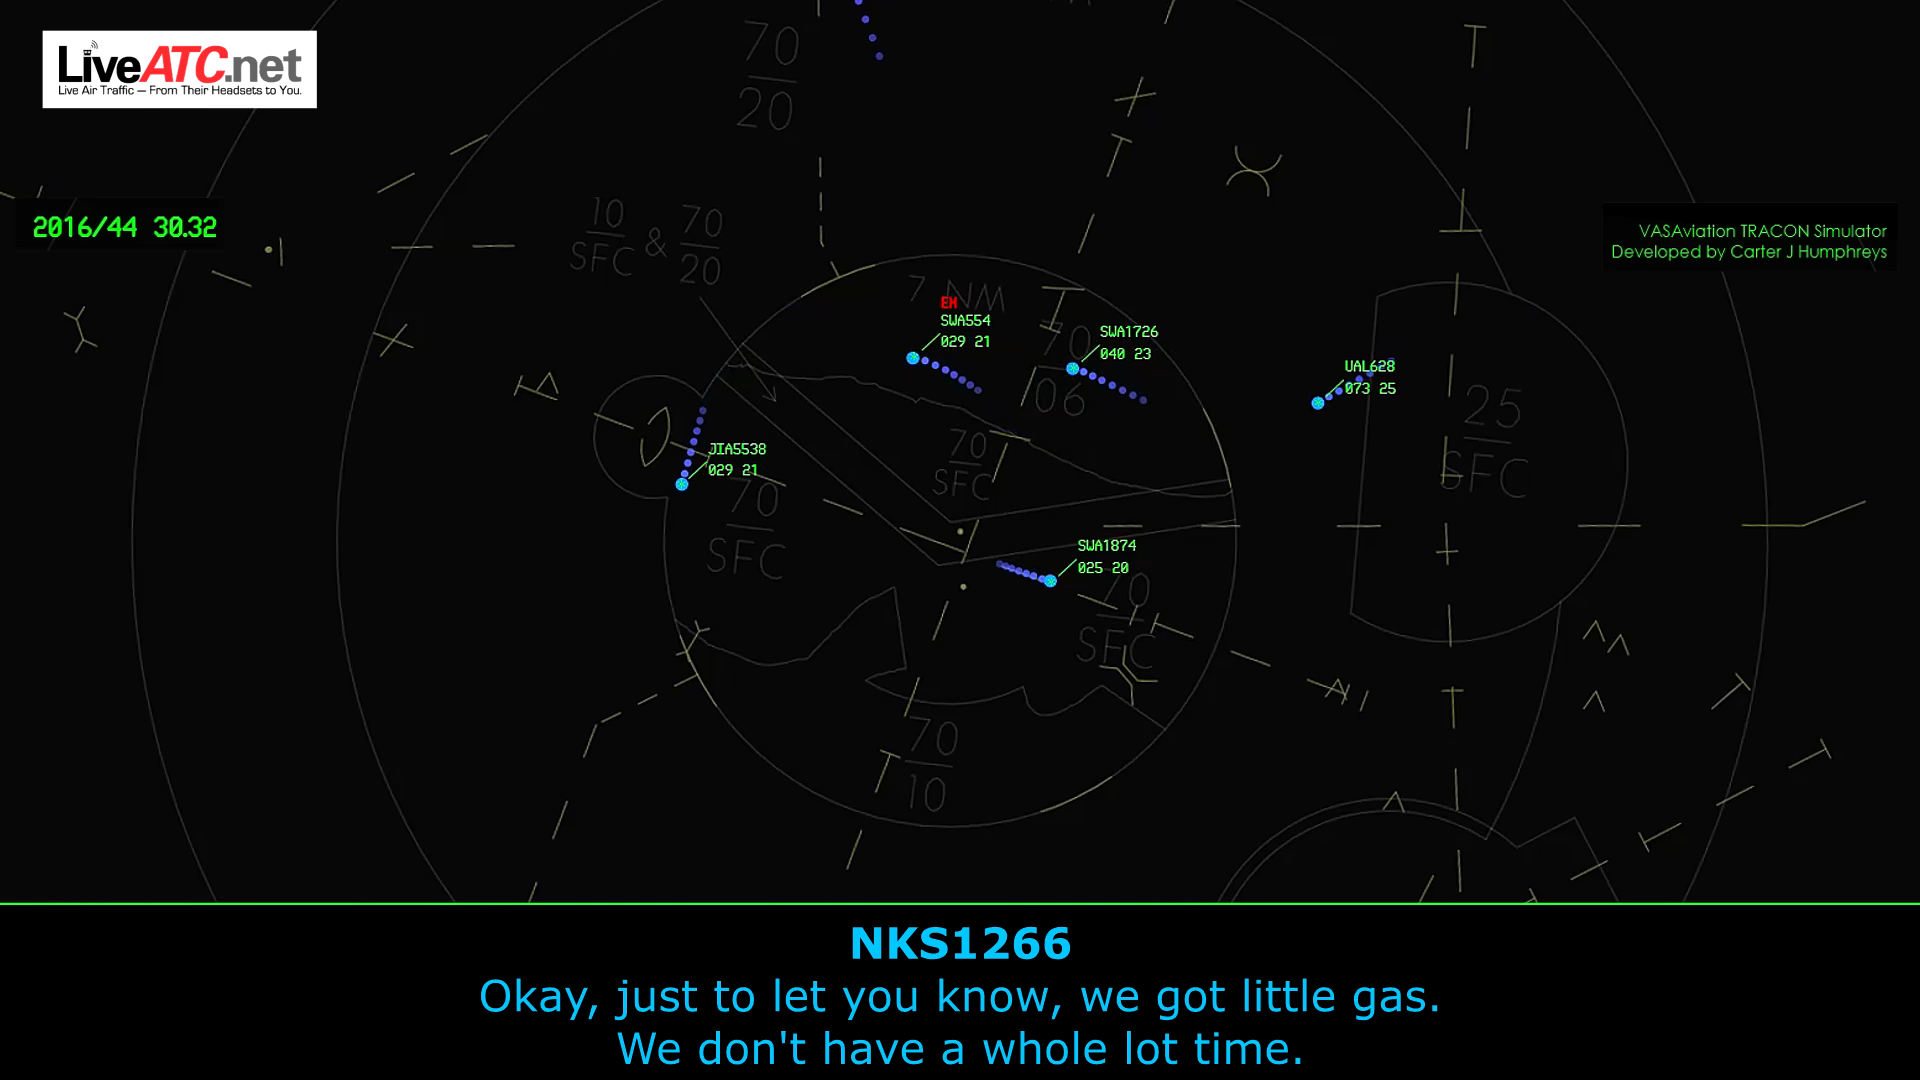 LiveATC.net
Live Air Traffic – From Their Headsets to You.
70
20
2016/44 30.32
10
SFC
&
70
20
VASAviation TRACON Simulator
Developed by Carter J Humphreys
7 NM
EM
SWA554
029 21
70
06
SWA1726
040 23
UAL628
073 25
25
SFC
JIA5538
029 21
70
SFC
70
SFC
SWA1874
025 20
70
SFC
70
10
NKS1266
Okay, just to let you know, we got little gas.
We don't have a whole lot time.